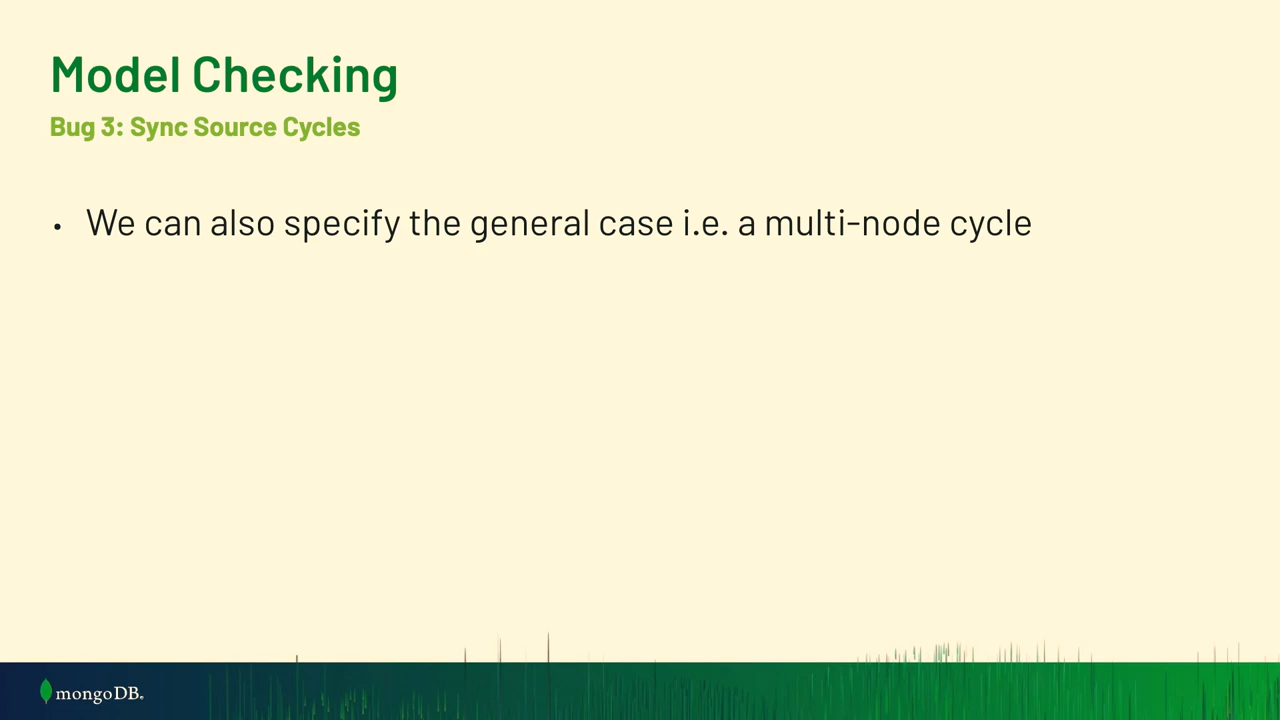 Model Checking
Bug 3: Sync Source Cycles
• We can also specify the general case i.e. a multi-node cycle
mongoDB.